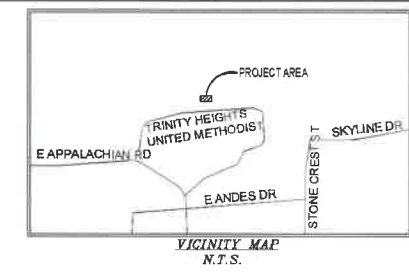 PROJECT AREA
TRINITY HEIGHTS
UNITED METHODIST
SKYLINE DR
E APPALACHIAN RD
STONE CREST ST
E ANDES DR
VICINITY MAP
N.T.S.